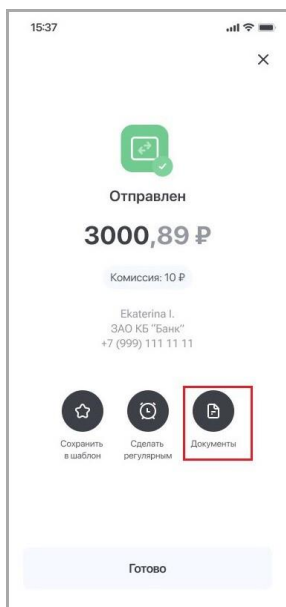 15:37
Отправлен
3000,89 ₽
Комиссия: 10 ₽
Ekaterina I.
ЗАО КБ "Банк"
+7 (999) 111 11 11
Сохранить
в шаблон
Сделать
регулярным
Документы
Готово